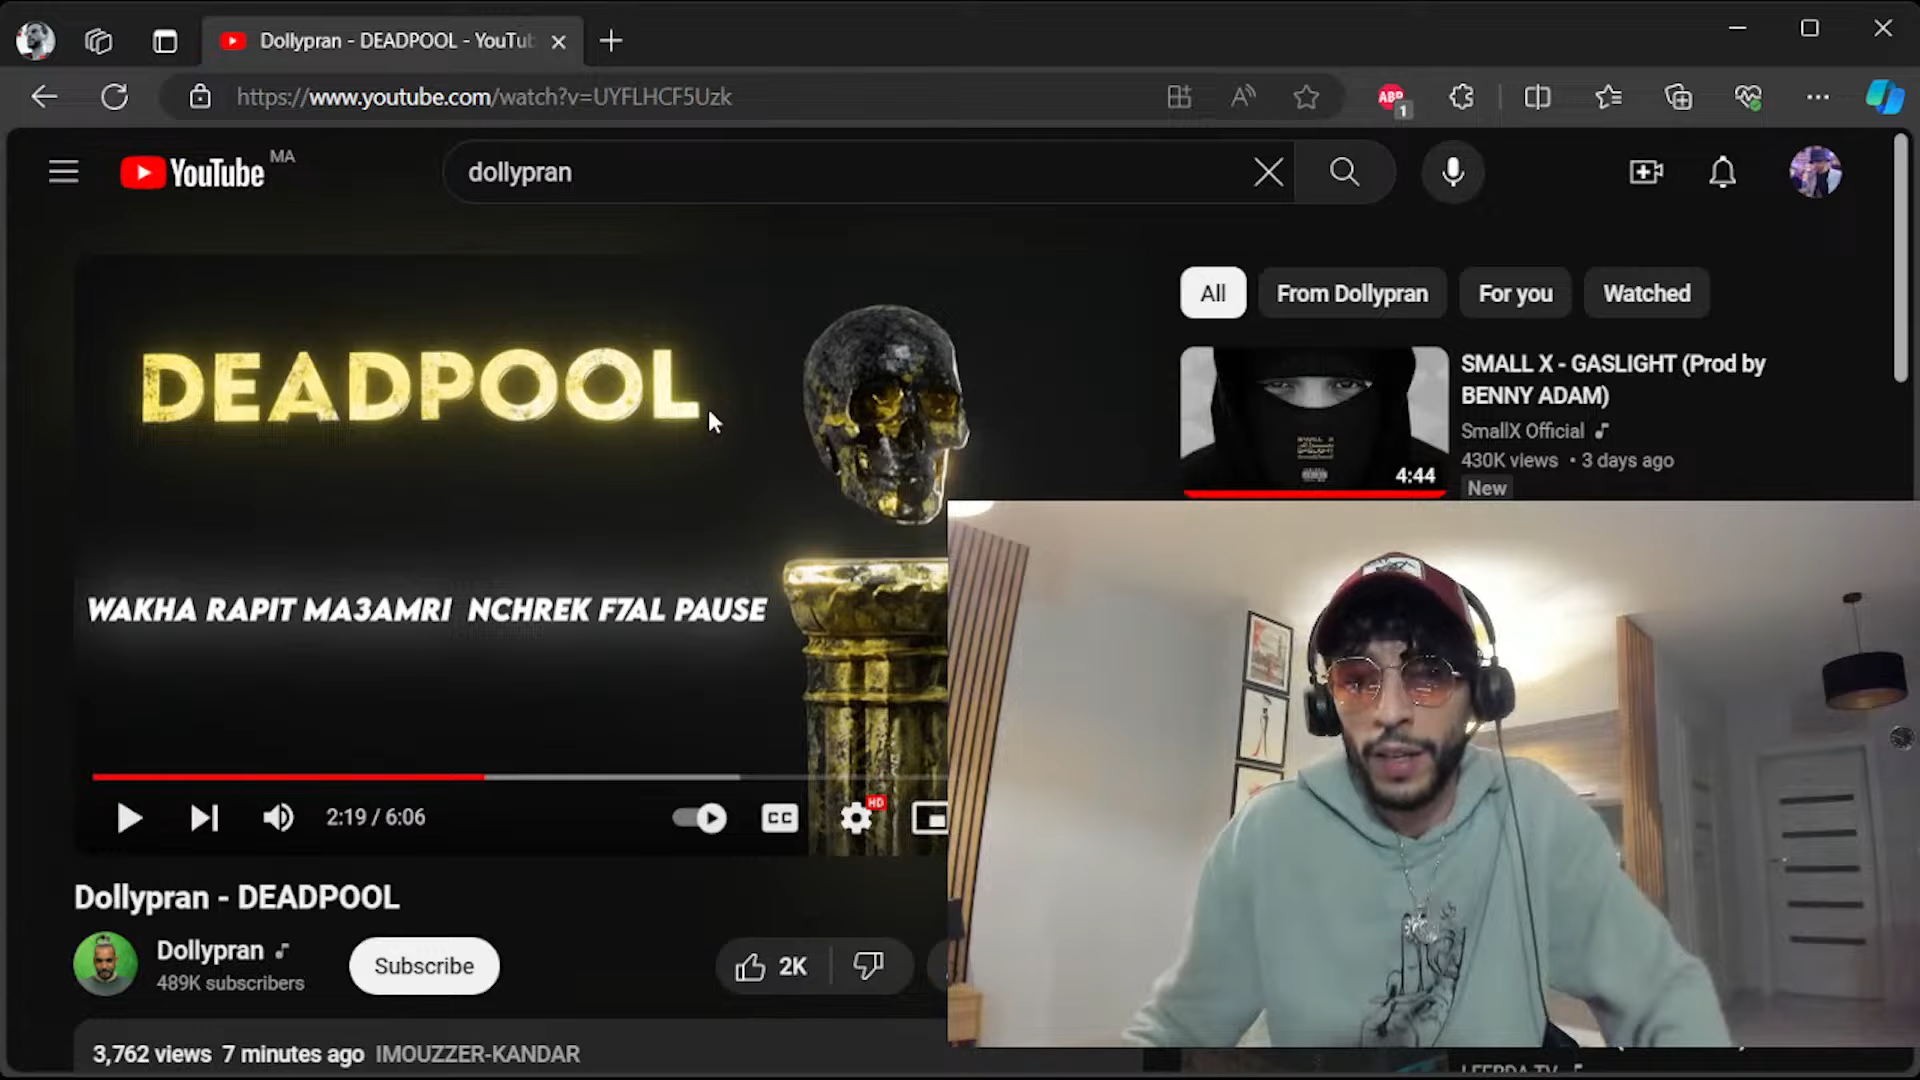 Dollypran - DEADPOOL - YouTub
https://www.youtube.com/watch?v=UYFLHCF5Uzk
ABP
1
YouTube
MA
dollypran
All
From Dollypran
For you
Watched
DEADPOOL
WAKHA RAPIT MA3AMRI NCHREK F7AL PAUSE
SMALL X - GASLIGHT (Prod by
BENNY ADAM)
SmallX Official
430K views • 3 days ago
New
4:44
2:19 / 6:06
CC
HD
Dollypran - DEADPOOL
Dollypran
489K subscribers
Subscribe
2K
3,762 views 7 minutes ago IMOUZZER-KANDAR